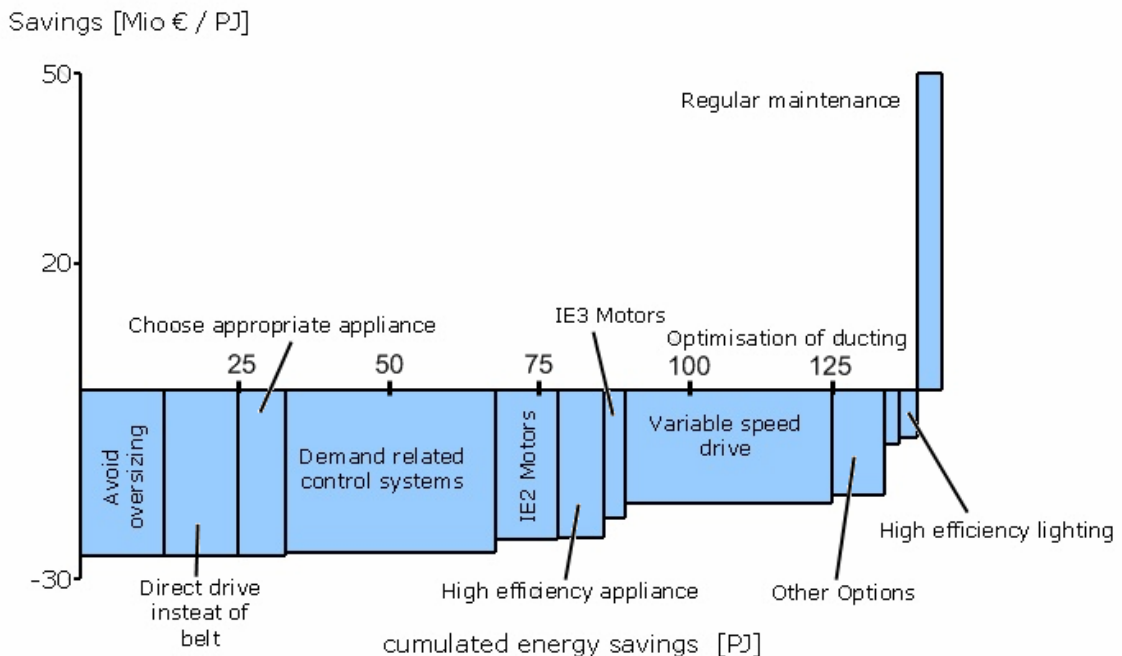 Savings [Mio € / PJ]
50
Regular maintenance
20
Choose appropriate appliance
IE3 Motors
Optimisation of ducting
25
50
75
100
125
Avoid
oversizing
Demand related
control systems
IE2 Motors
Variable speed
drive
High efficiency lighting
-30
Direct drive
insteat of
belt
High efficiency appliance
Other Options
cumulated energy savings [PJ]